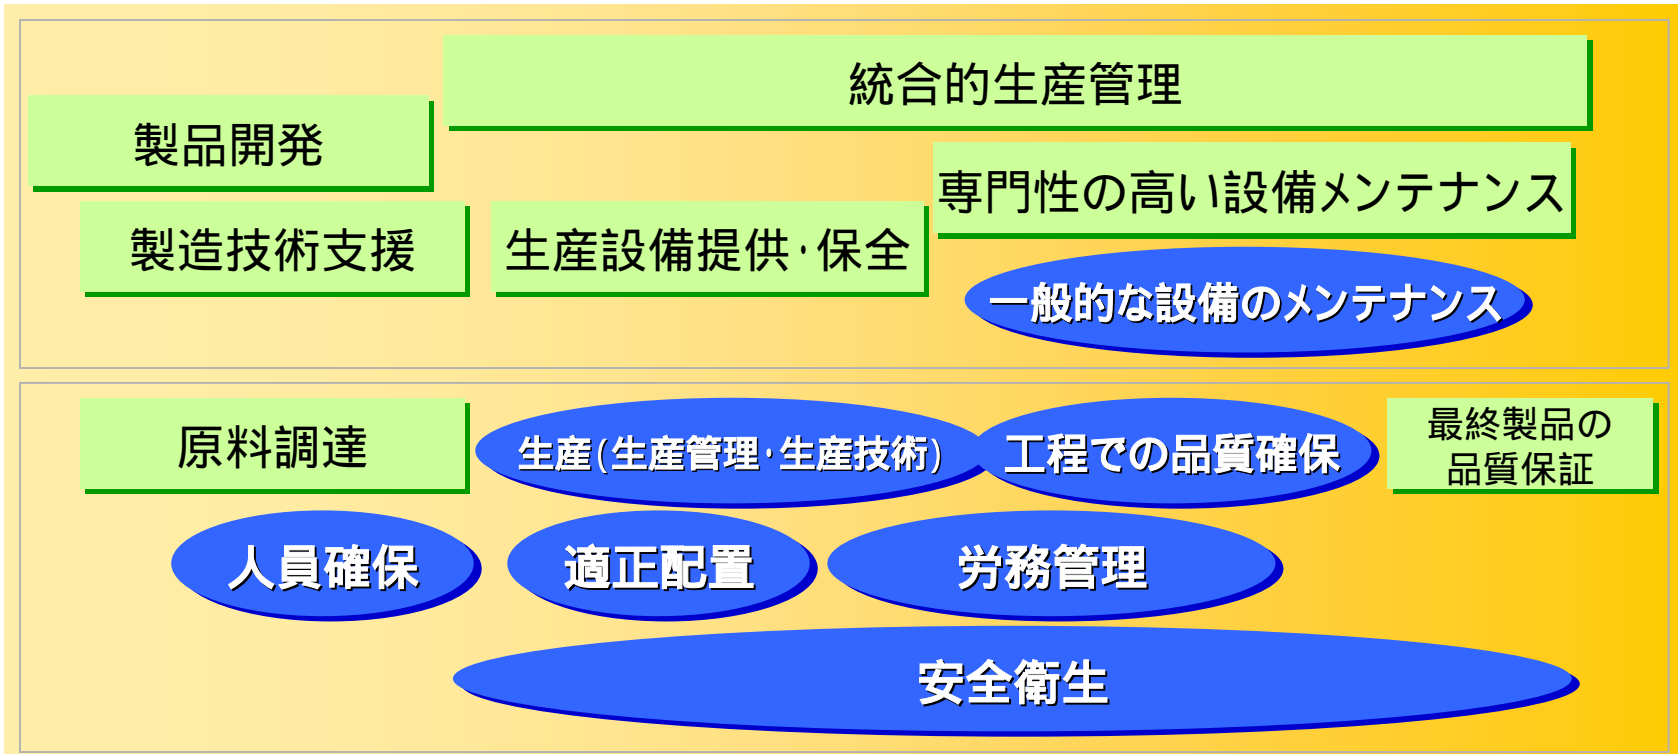 統合的生産管理
製品開発
専門性の高い設備メンテナンス
製造技術支援
生産設備提供・保全
一般的な設備のメンテナンス
原料調達
生産(生産管理・生産技術)
工程での品質確保
最終製品の
品質保証
人員確保
適正配置
労務管理
安全衛生